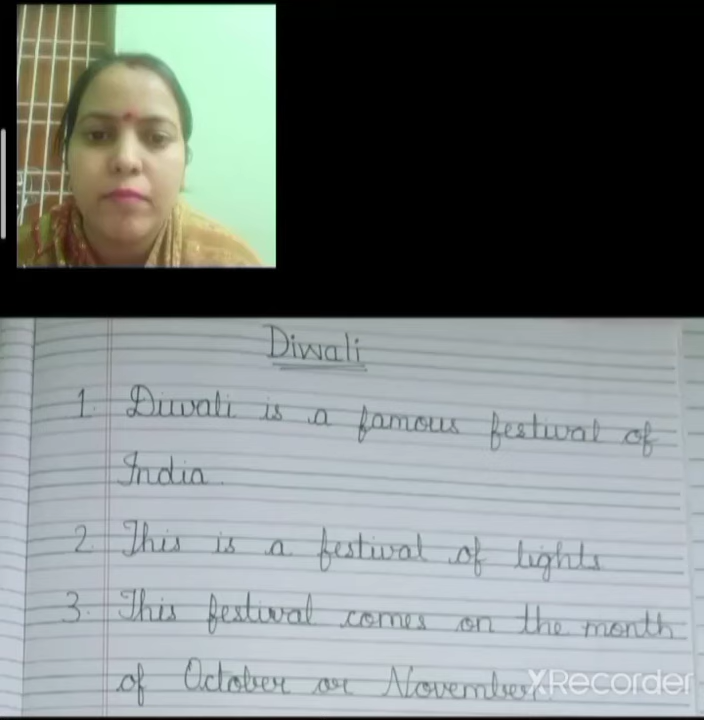 Diwali
1. Diwali is a famous festival of
India.
2. This is a festival of lights
3. This festival comes on the month
of October or November.
XRecorder